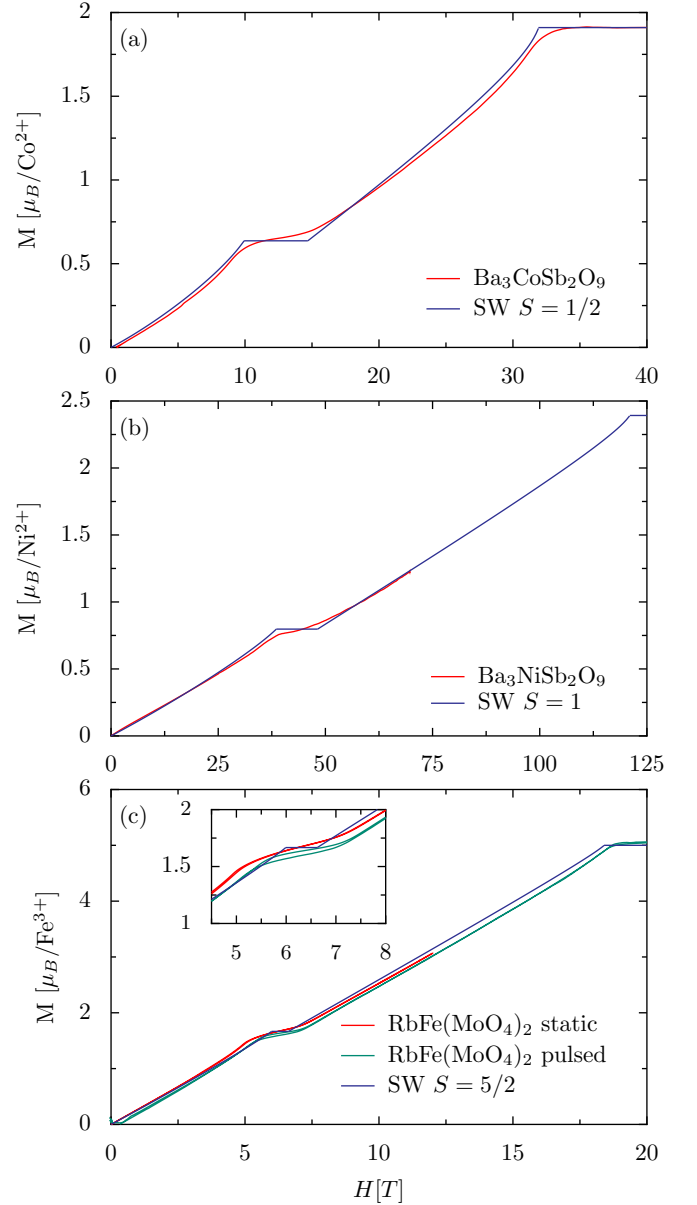 (a)
M [μB/Co²⁺]
2
1.5
1
0.5
0
Ba₃CoSb₂O₉
SW S = 1/2
0 10 20 30 40
(b)
M [μB/Ni²⁺]
2.5
2
1.5
1
0.5
0
Ba₃NiSb₂O₉
SW S = 1
0 25 50 75 100 125
(c)
M [μB/Fe³⁺]
6
4
2
0
2
1.5
1
5 6 7 8
RbFe(MoO₄)₂ static
RbFe(MoO₄)₂ pulsed
SW S = 5/2
0 5 10 15 20
H[T]